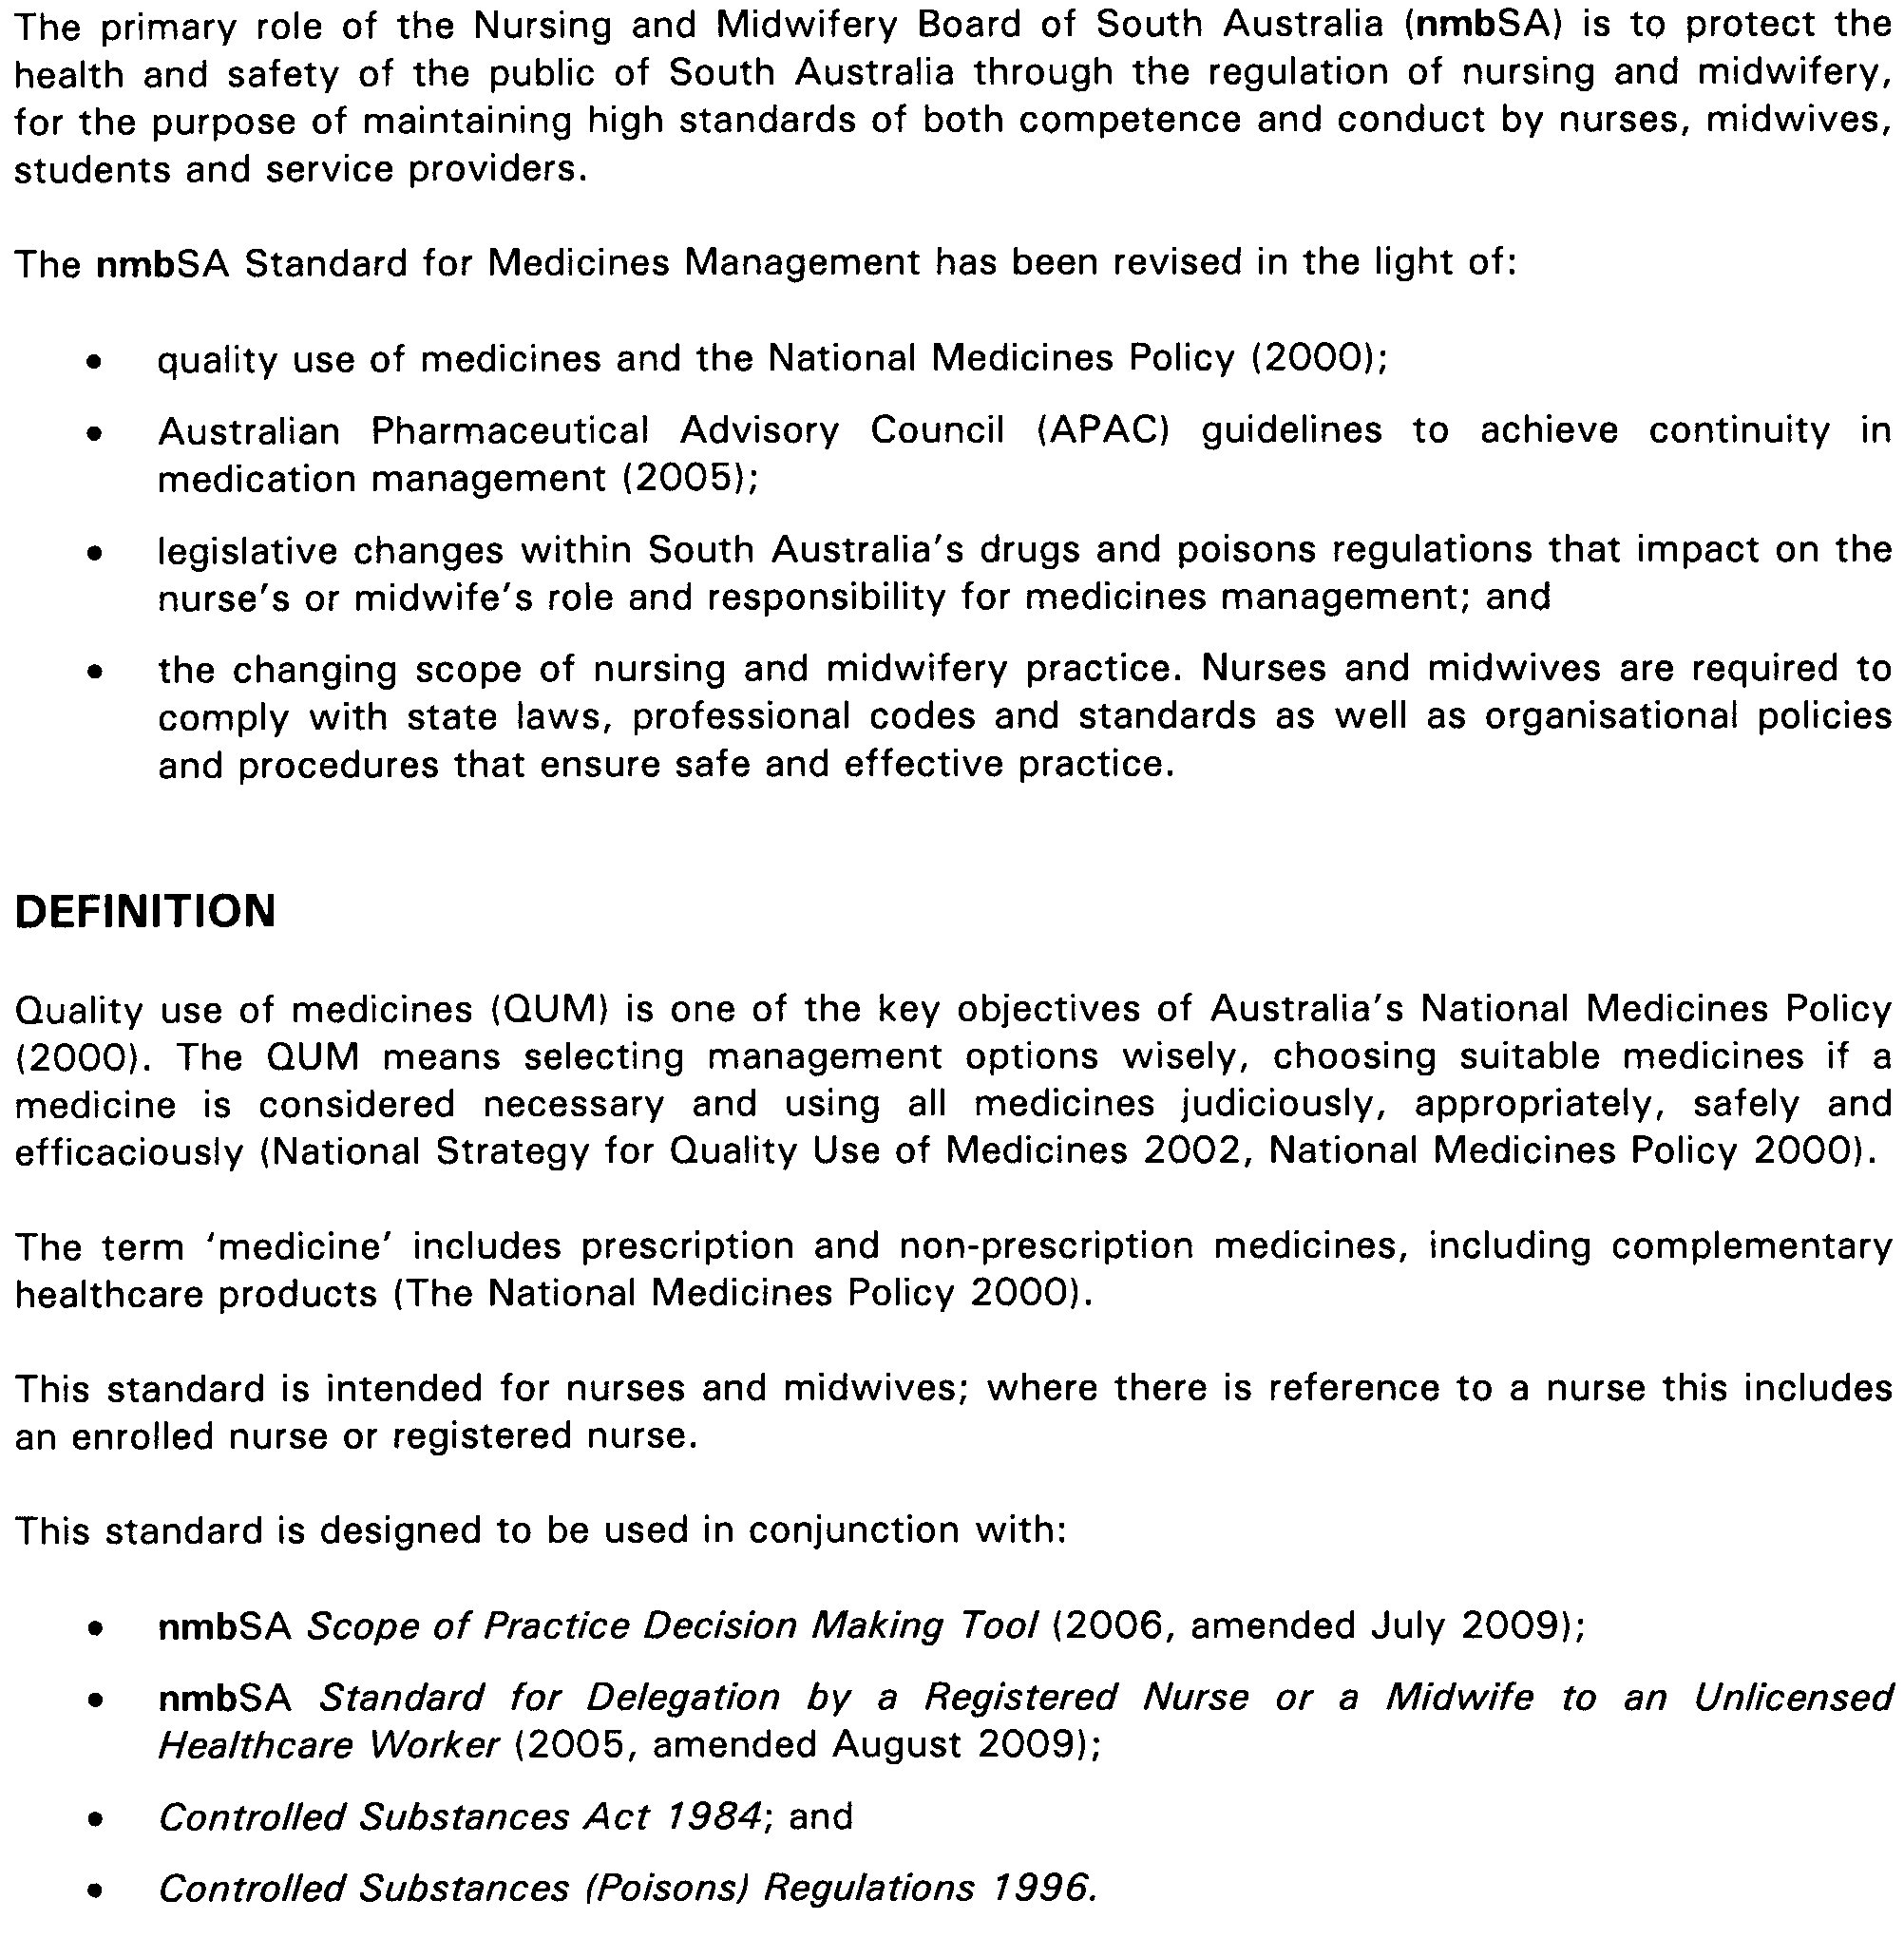 The primary role of the Nursing and Midwifery Board of South Australia (nmbSA) is to protect the
health and safety of the public of South Australia through the regulation of nursing and midwifery,
for the purpose of maintaining high standards of both competence and conduct by nurses, midwives,
students and service providers.
The nmbSA Standard for Medicines Management has been revised in the light of:
• quality use of medicines and the National Medicines Policy (2000);
• Australian Pharmaceutical Advisory Council (APAC) guidelines to achieve continuity in
medication management (2005);
• legislative changes within South Australia's drugs and poisons regulations that impact on the
nurse's or midwife's role and responsibility for medicines management; and
• the changing scope of nursing and midwifery practice. Nurses and midwives are required to
comply with state laws, professional codes and standards as well as organisational policies
and procedures that ensure safe and effective practice.
DEFINITION
Quality use of medicines (QUM) is one of the key objectives of Australia's National Medicines Policy
(2000). The QUM means selecting management options wisely, choosing suitable medicines if a
medicine is considered necessary and using all medicines judiciously, appropriately, safely and
efficaciously (National Strategy for Quality Use of Medicines 2002, National Medicines Policy 2000).
The term 'medicine' includes prescription and non-prescription medicines, including complementary
healthcare products (The National Medicines Policy 2000).
This standard is intended for nurses and midwives; where there is reference to a nurse this includes
an enrolled nurse or registered nurse.
This standard is designed to be used in conjunction with:
• nmbSA Scope of Practice Decision Making Tool (2006, amended July 2009);
• nmbSA Standard for Delegation by a Registered Nurse or a Midwife to an Unlicensed
Healthcare Worker (2005, amended August 2009);
• Controlled Substances Act 1984; and
• Controlled Substances (Poisons) Regulations 1996.